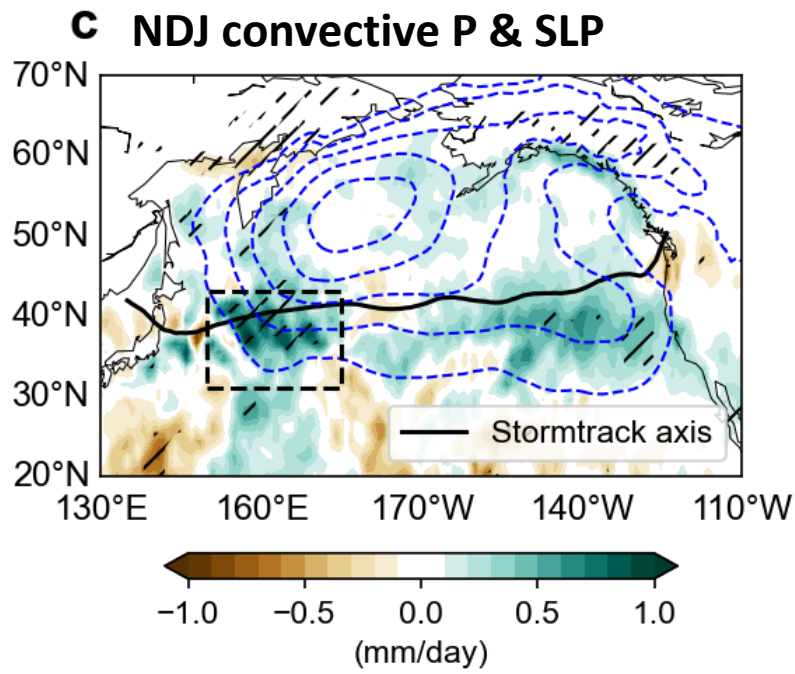 C NDJ convective P & SLP
70°N
60°N
50°N
40°N
30°N
20°N
Stormtrack axis
130°E 160°E 170°W 140°W 110°W
−1.0 −0.5 0.0 0.5 1.0
(mm/day)